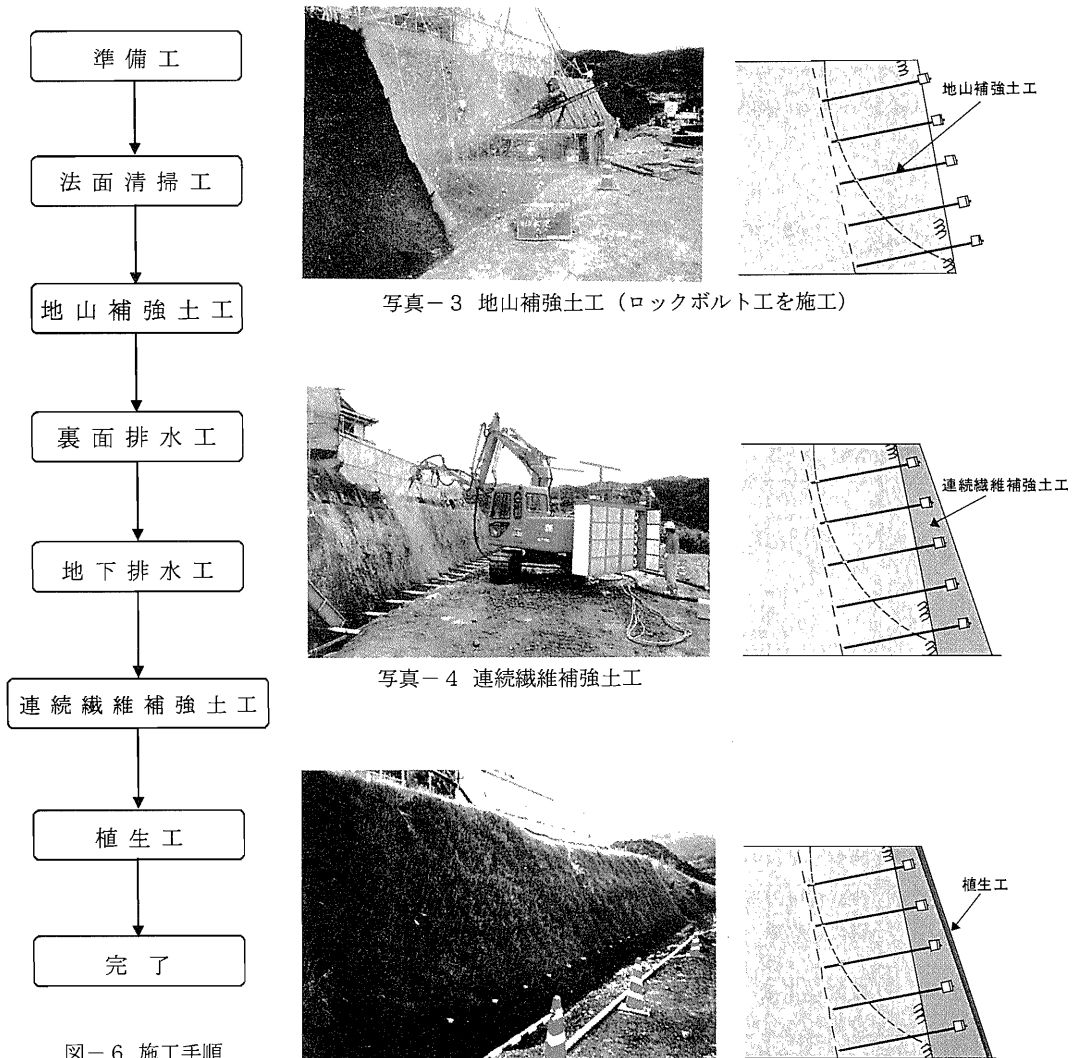 準備工
法面清掃工
地山補強土工
裏面排水工
地下排水工
連続繊維補強土工
植生工
完了
図－6 施工手順
地山補強土工
写真－3 地山補強土工（ロックボルト工を施工）
連続繊維補強土工
写真－4 連続繊維補強土工
植生工